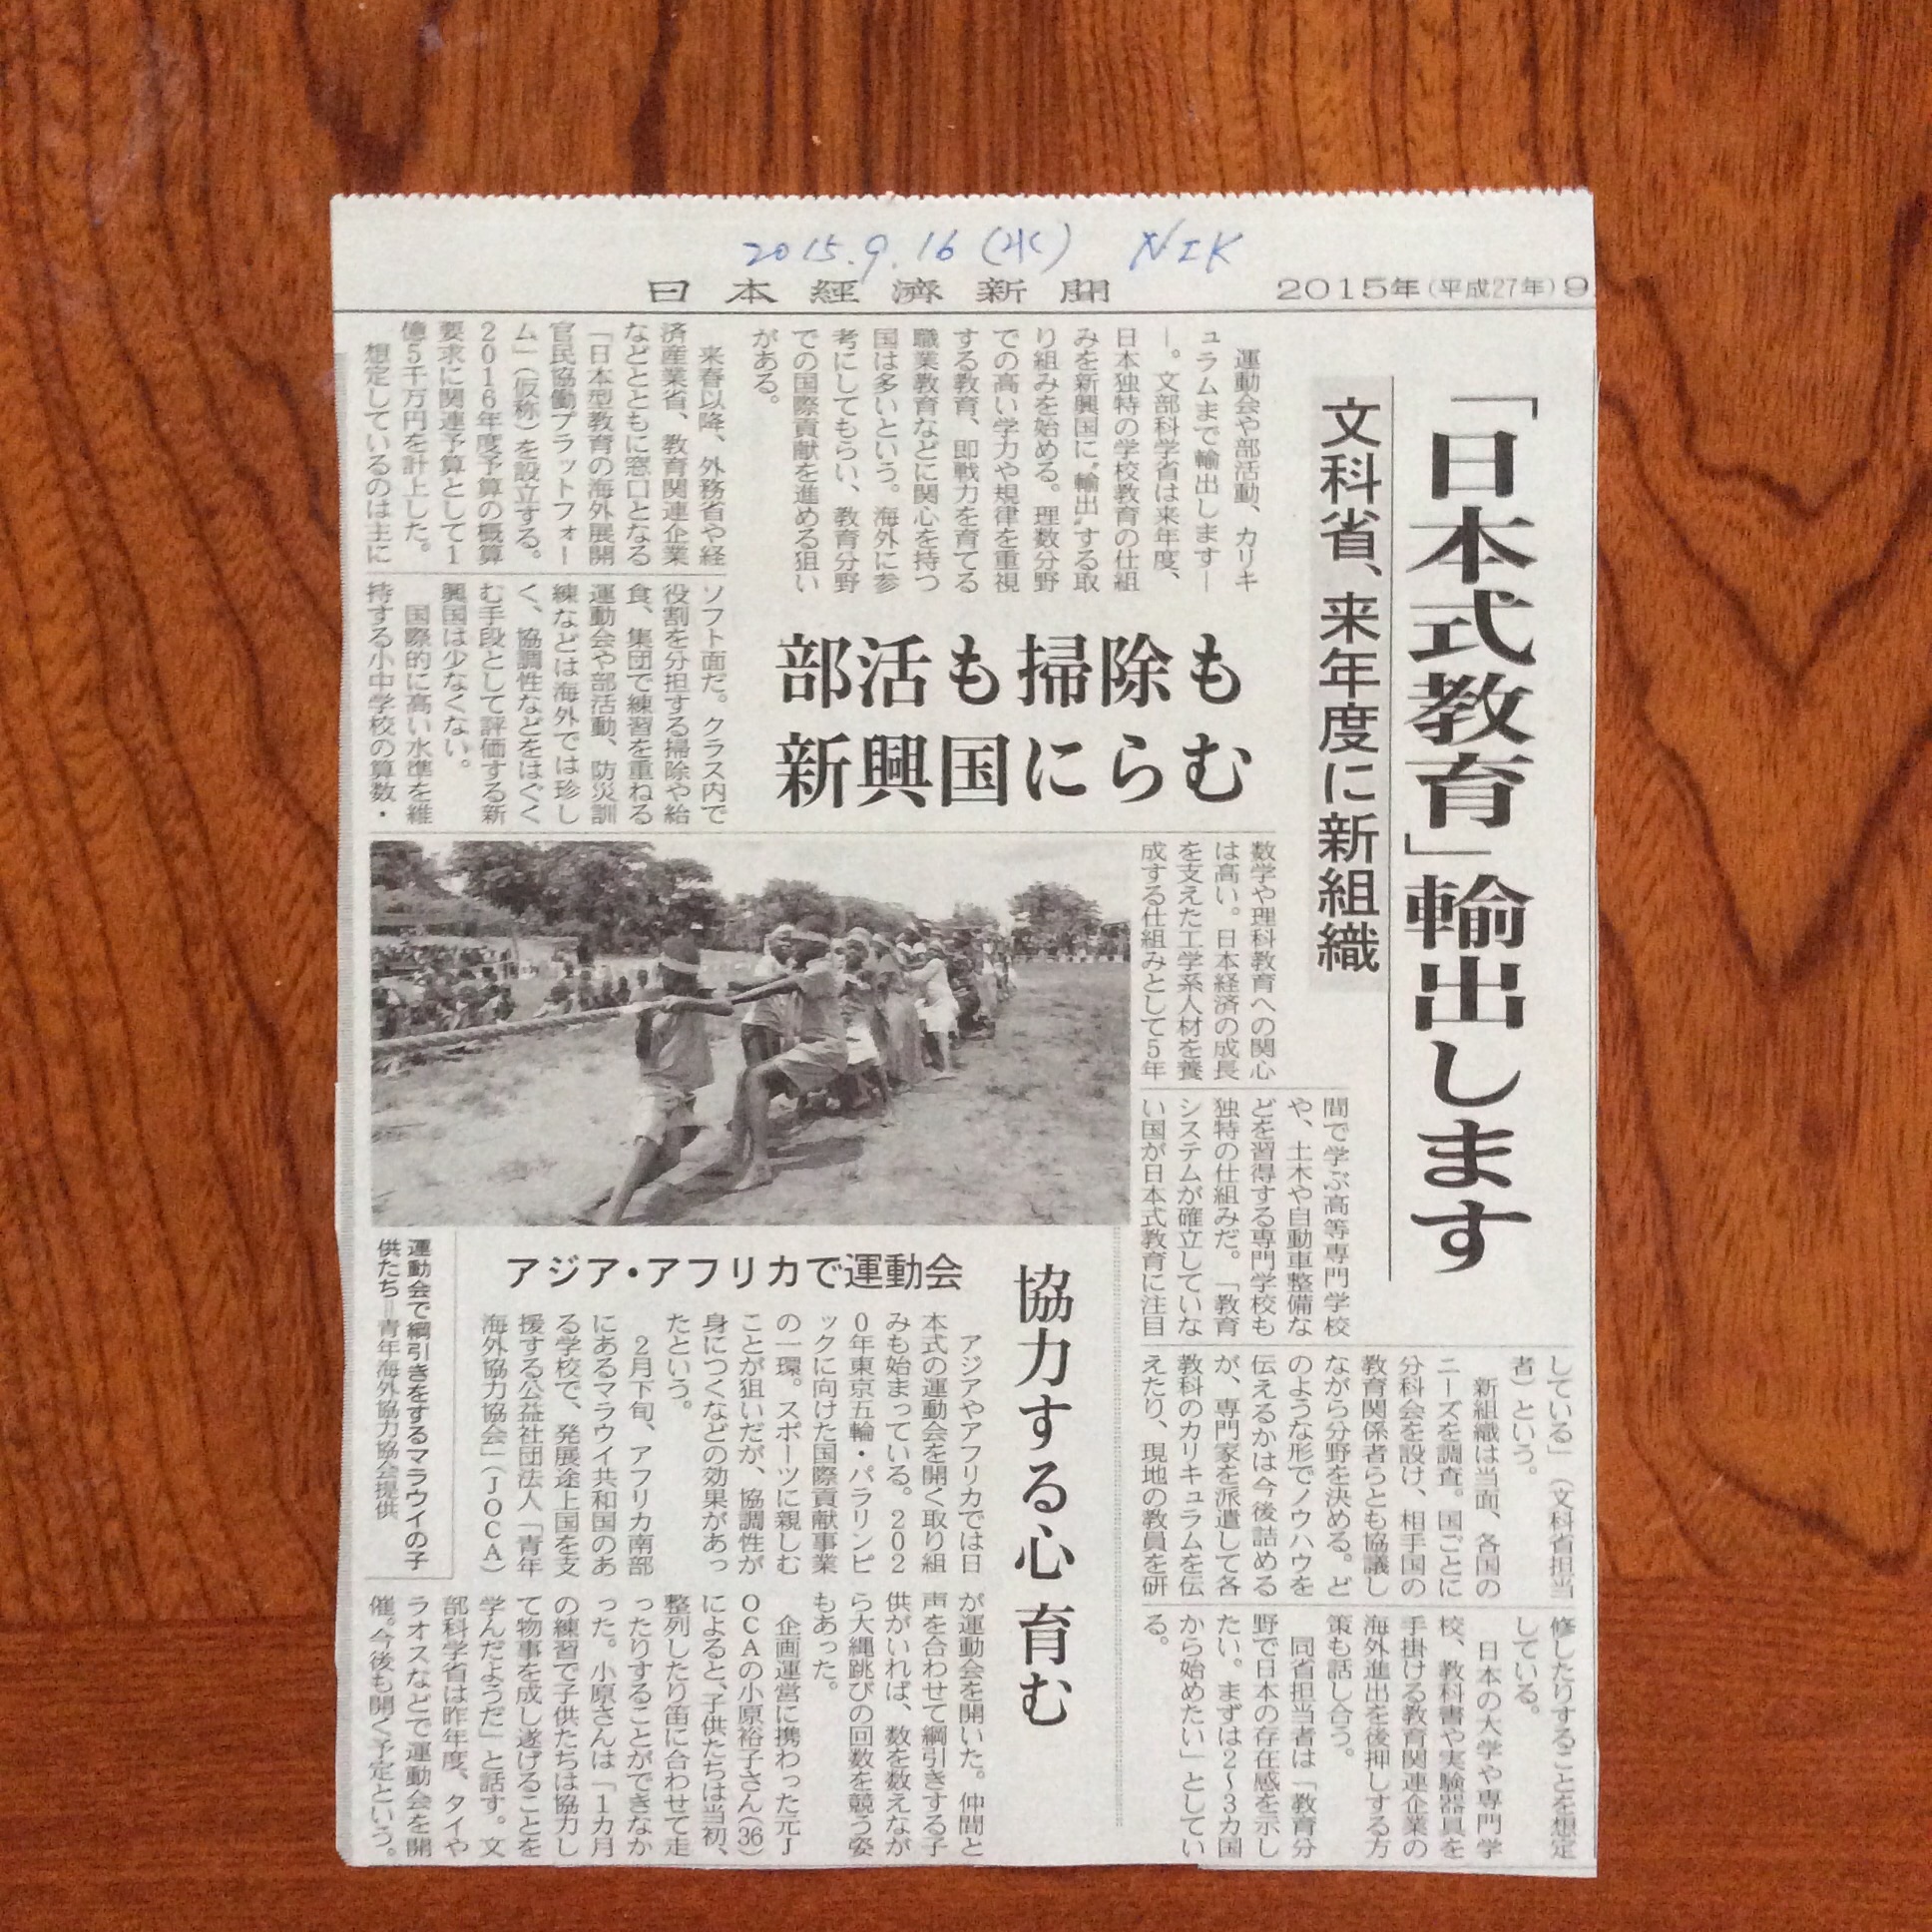 2015.9.16(水) NIK
日本経済新聞
2015年(平成27年)9
「日本式教育」輸出します
文科省、来年度に新組織
運動会や部活動、カリキ
ュラムまで輸出します―
―。文部科学省は来年度、
日本独特の学校教育の仕組
みを新興国に〝輸出〟する取
り組みを始める。理数分野
での高い学力や規律を重視
する教育、即戦力を育てる
職業教育などに関心を持つ
国は多いという。海外に参
考にしてもらい、教育分野
での国際貢献を進める狙い
がある。
部活も掃除も
新興国にらむ
来春以降、外務省や経
済産業省、教育関連企業
などとともに窓口となる
「日本型教育の海外展開
官民協働プラットフォー
ム」(仮称)を設立する。
2016年度予算の概算
要求に関連予算として1
億5千万円を計上した。
想定しているのは主に
ソフト面だ。クラス内で
役割を分担する掃除や給
食、集団で練習を重ねる
運動会や部活動、防災訓
練などは海外では珍し
く、協調性などをはぐく
む手段として評価する新
興国は少なくない。
国際的に高い水準を維
持する小中学校の算数・
数学や理科教育への関心
は高い。日本経済の成長
を支えた工学系人材を養
成する仕組みとして5年
間で学ぶ高等専門学校
や、土木や自動車整備な
どを習得する専門学校も
独特の仕組みだ。「教育
システムが確立していな
い国が日本式教育に注目
している」(文科省担当
者)という。
新組織は当面、各国の
ニーズを調査。国ごとに
分科会を設け、相手国の
教育関係者らとも協議し
ながら分野を決める。ど
のような形でノウハウを
伝えるかは今後詰める
が、専門家を派遣して各
教科のカリキュラムを伝
えたり、現地の教員を研
修したりすることを想定
している。
日本の大学や専門学
校、教科書や実験器具を
手掛ける教育関連企業の
海外進出を後押しする方
策も話し合う。
同省担当者は「教育分
野で日本の存在感を示し
たい。まずは2〜3カ国
から始めたい」としてい
る。
運動会で綱引きをするマラウイの子
供たち=青年海外協力協会提供
アジア・アフリカで運動会
協力する心 育む
アジアやアフリカでは日
本式の運動会を開く取り組
みも始まっている。202
0年東京五輪・パラリンピ
ックに向けた国際貢献事業
の一環。スポーツに親しむ
ことが狙いだが、協調性が
身につくなどの効果があっ
たという。
2月下旬、アフリカ南部
にあるマラウイ共和国のあ
る学校で、発展途上国を支
援する公益社団法人「青年
海外協力協会」(JOCA)
が運動会を開いた。仲間と
声を合わせて綱引きする子
供がいれば、数を数えなが
ら大縄跳びの回数を競う姿
もあった。
企画運営に携わった元J
OCAの小原裕子さん(36)
によると、子供たちは当初、
整列したり笛に合わせて走
ったりすることができなか
った。小原さんは「1カ月
の練習で子供たちは協力し
て物事を成し遂げることを
学んだようだ」と話す。文
部科学省は昨年度、タイや
ラオスなどで運動会を開
催。今後も開く予定という。